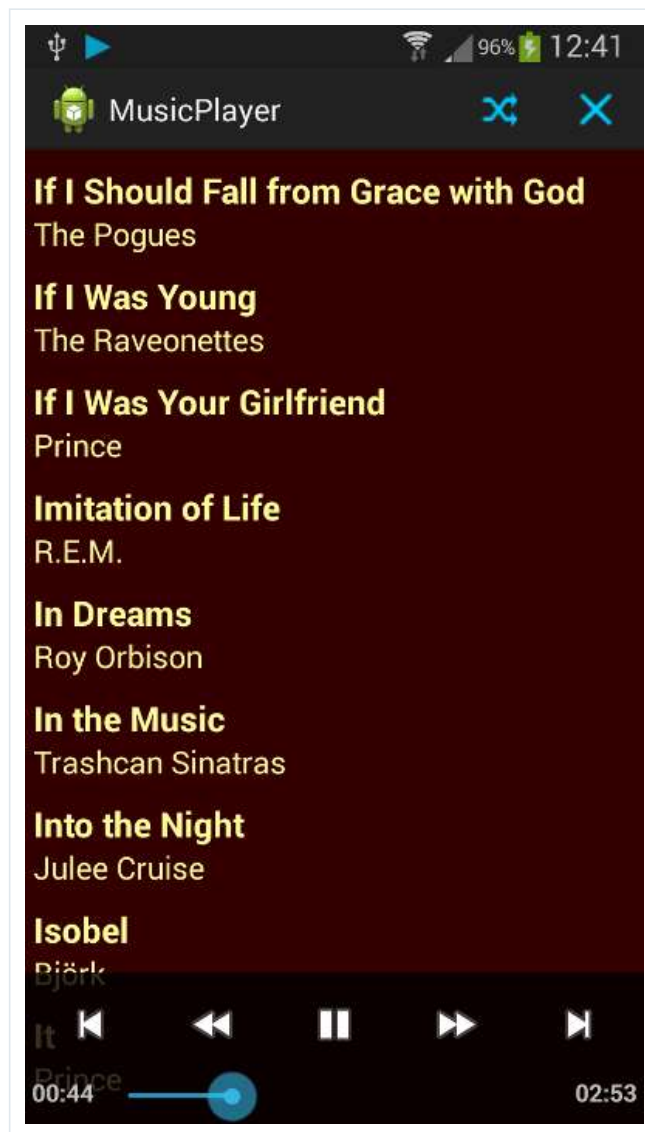 96% 12:41
MusicPlayer
If I Should Fall from Grace with God
The Pogues
If I Was Young
The Raveonettes
If I Was Your Girlfriend
Prince
Imitation of Life
R.E.M.
In Dreams
Roy Orbison
In the Music
Trashcan Sinatras
Into the Night
Julee Cruise
Isobel
Björk
It
Prince
00:44 02:53